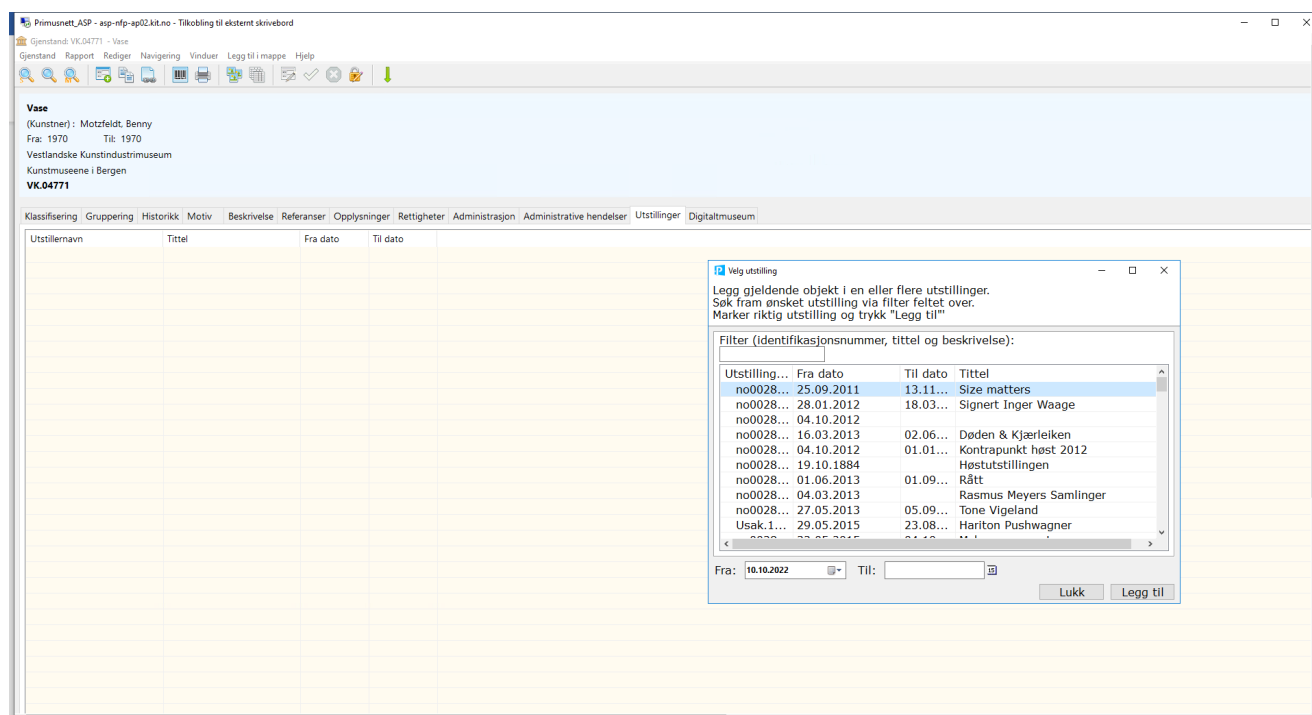 Primusnett_ASP - asp-nfp-ap02.kit.no - Tilkobling til eksternt skrivebord
Gjenstand: VK.04771 - Vase
Gjenstand Rapport Rediger Navigering Vinduer Legg til i mappe Hjelp
Vase
(Kunstner) : Motzfeldt, Benny
Fra: 1970 Til: 1970
Vestlandske Kunstindustrimuseum
Kunstmuseene i Bergen
VK.04771
Klassifisering Gruppering Historikk Motiv Beskrivelse Referanser Opplysninger Rettigheter Administrasjon Administrative hendelser Utstillinger Digitaltmuseum
Utstillernavn Tittel Fra dato Til dato
Velg utstilling
Legg gjeldende objekt i en eller flere utstillinger.
Søk fram ønsket utstilling via filter feltet over.
Marker riktig utstilling og trykk "Legg til"'
Filter (identifikasjonsnummer, tittel og beskrivelse):
Utstilling... Fra dato Til dato Tittel
no0028... 25.09.2011 13.11... Size matters
no0028... 28.01.2012 18.03... Signert Inger Waage
no0028... 04.10.2012
no0028... 16.03.2013 02.06... Døden & Kjærleiken
no0028... 04.10.2012 01.01... Kontrapunkt høst 2012
no0028... 19.10.1884 Høstutstillingen
no0028... 01.06.2013 01.09... Rått
no0028... 04.03.2013 Rasmus Meyers Samlinger
no0028... 27.05.2013 05.09... Tone Vigeland
Usak.1... 29.05.2015 23.08... Hariton Pushwagner
Fra: 10.10.2022 Til: 15
Lukk Legg til